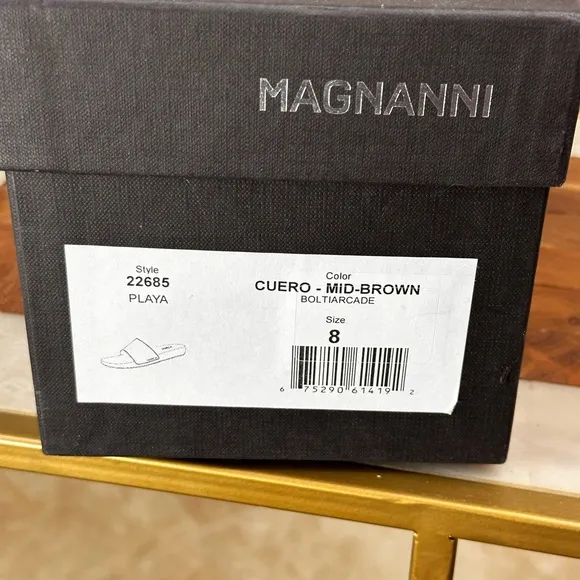 MAGNANNI
Style
22685
PLAYA
Color
CUERO - MID-BROWN
BOLTIARCADE
Size
8
6 75290 61419 2